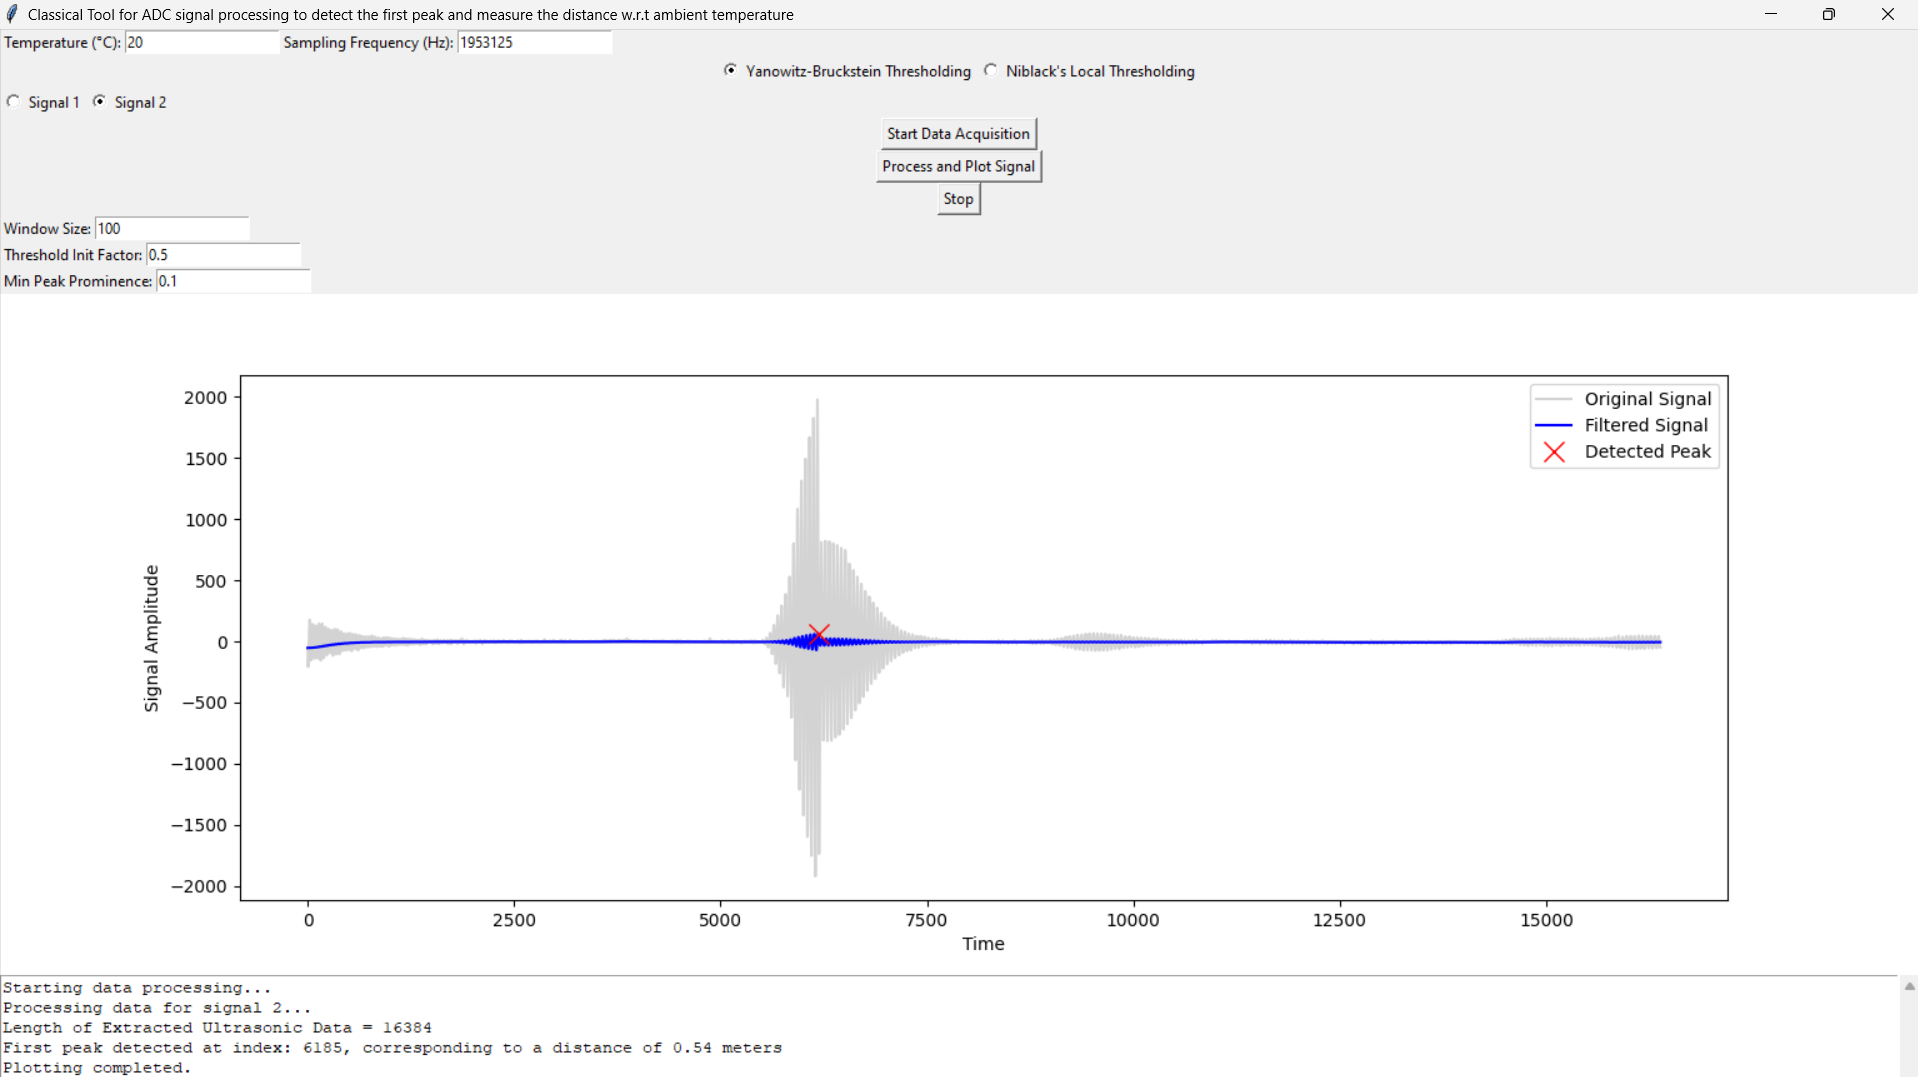 Classical Tool for ADC signal processing to detect the first peak and measure the distance w.r.t ambient temperature
Temperature (°C): 20 Sampling Frequency (Hz): 1953125
Yanowitz-Bruckstein Thresholding Niblack's Local Thresholding
Signal 1 Signal 2
Start Data Acquisition
Process and Plot Signal
Stop
Window Size: 100
Threshold Init Factor: 0.5
Min Peak Prominence: 0.1
Original Signal
Filtered Signal
Detected Peak
Signal Amplitude
2000
1500
1000
500
0
−500
−1000
−1500
−2000
0 2500 5000 7500 10000 12500 15000
Time
Starting data processing...
Processing data for signal 2...
Length of Extracted Ultrasonic Data = 16384
First peak detected at index: 6185, corresponding to a distance of 0.54 meters
Plotting completed.